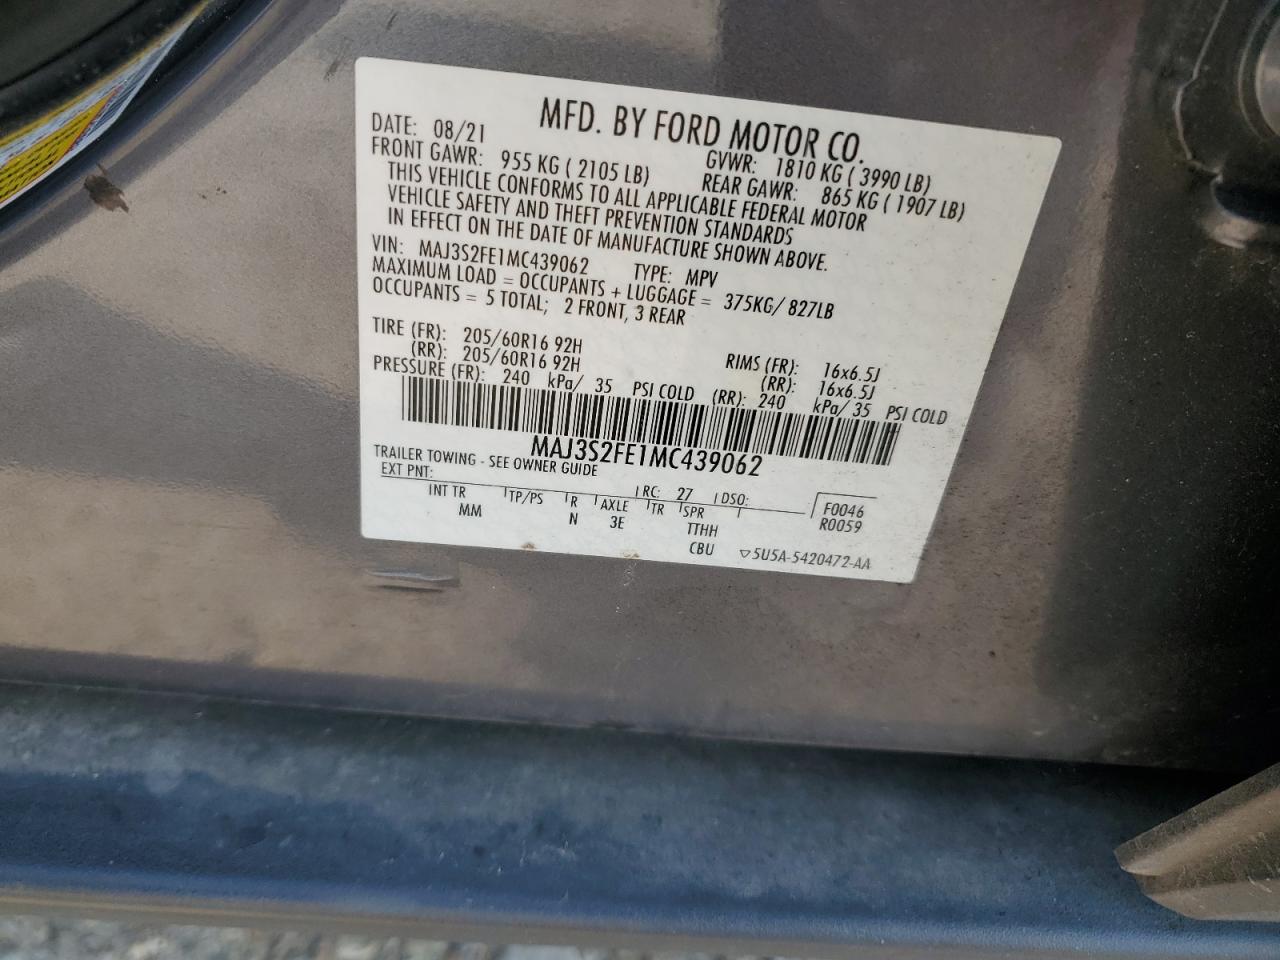 MFD. BY FORD MOTOR CO.
DATE: 08/21 GVWR: 1810 KG ( 3990 LB)
FRONT GAWR: 955 KG ( 2105 LB) REAR GAWR: 865 KG ( 1907 LB)
THIS VEHICLE CONFORMS TO ALL APPLICABLE FEDERAL MOTOR
VEHICLE SAFETY AND THEFT PREVENTION STANDARDS
IN EFFECT ON THE DATE OF MANUFACTURE SHOWN ABOVE.
VIN: MAJ3S2FE1MC439062 TYPE: MPV
MAXIMUM LOAD = OCCUPANTS + LUGGAGE = 375KG/ 827LB
OCCUPANTS = 5 TOTAL; 2 FRONT, 3 REAR
TIRE (FR): 205/60R16 92H RIMS (FR): 16x6.5J
(RR): 205/60R16 92H (RR): 16x6.5J
PRESSURE (FR): 240 kPa/ 35 PSI COLD (RR): 240 kPa/ 35 PSI COLD
MAJ3S2FE1MC439062
TRAILER TOWING - SEE OWNER GUIDE
EXT PNT: RC: 27 DSO: F0046
INT TR TP/PS R AXLE TR SPR R0059
MM N 3E TTHH
CBU ▽5U5A-5420472-AA